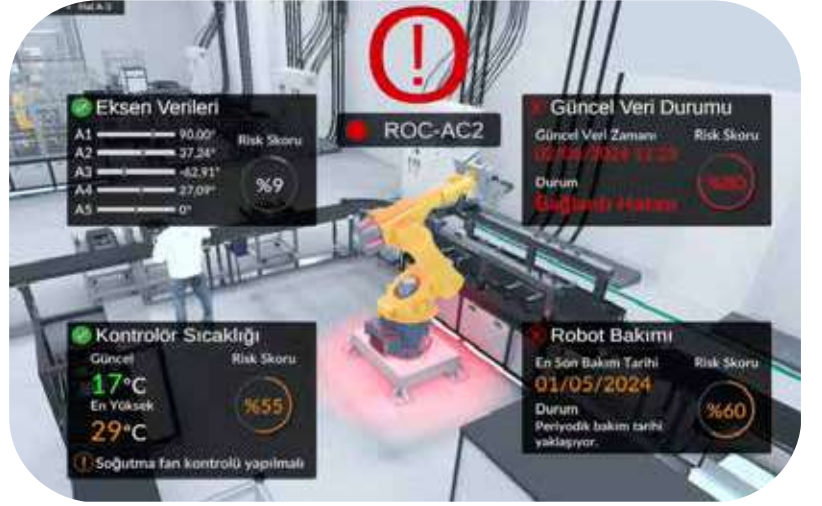 ROC-AC2
Eksen Verileri
A1 90.00°
A2 37,24°
A3 -62.91°
A4 27,09°
A5 0°
Risk Skoru
%9
Güncel Veri Durumu
Güncel Veri Zamanı
Risk Skoru
%80
Durum
Bağlantı Hatası
Kontrolör Sıcaklığı
Güncel
Risk Skoru
17°C
%55
En Yüksek
29°C
Soğutma fan kontrolü yapılmalı
Robot Bakımı
En Son Bakım Tarihi
Risk Skoru
01/05/2024
%60
Durum
Periyodik bakım tarihi
yaklaşıyor.